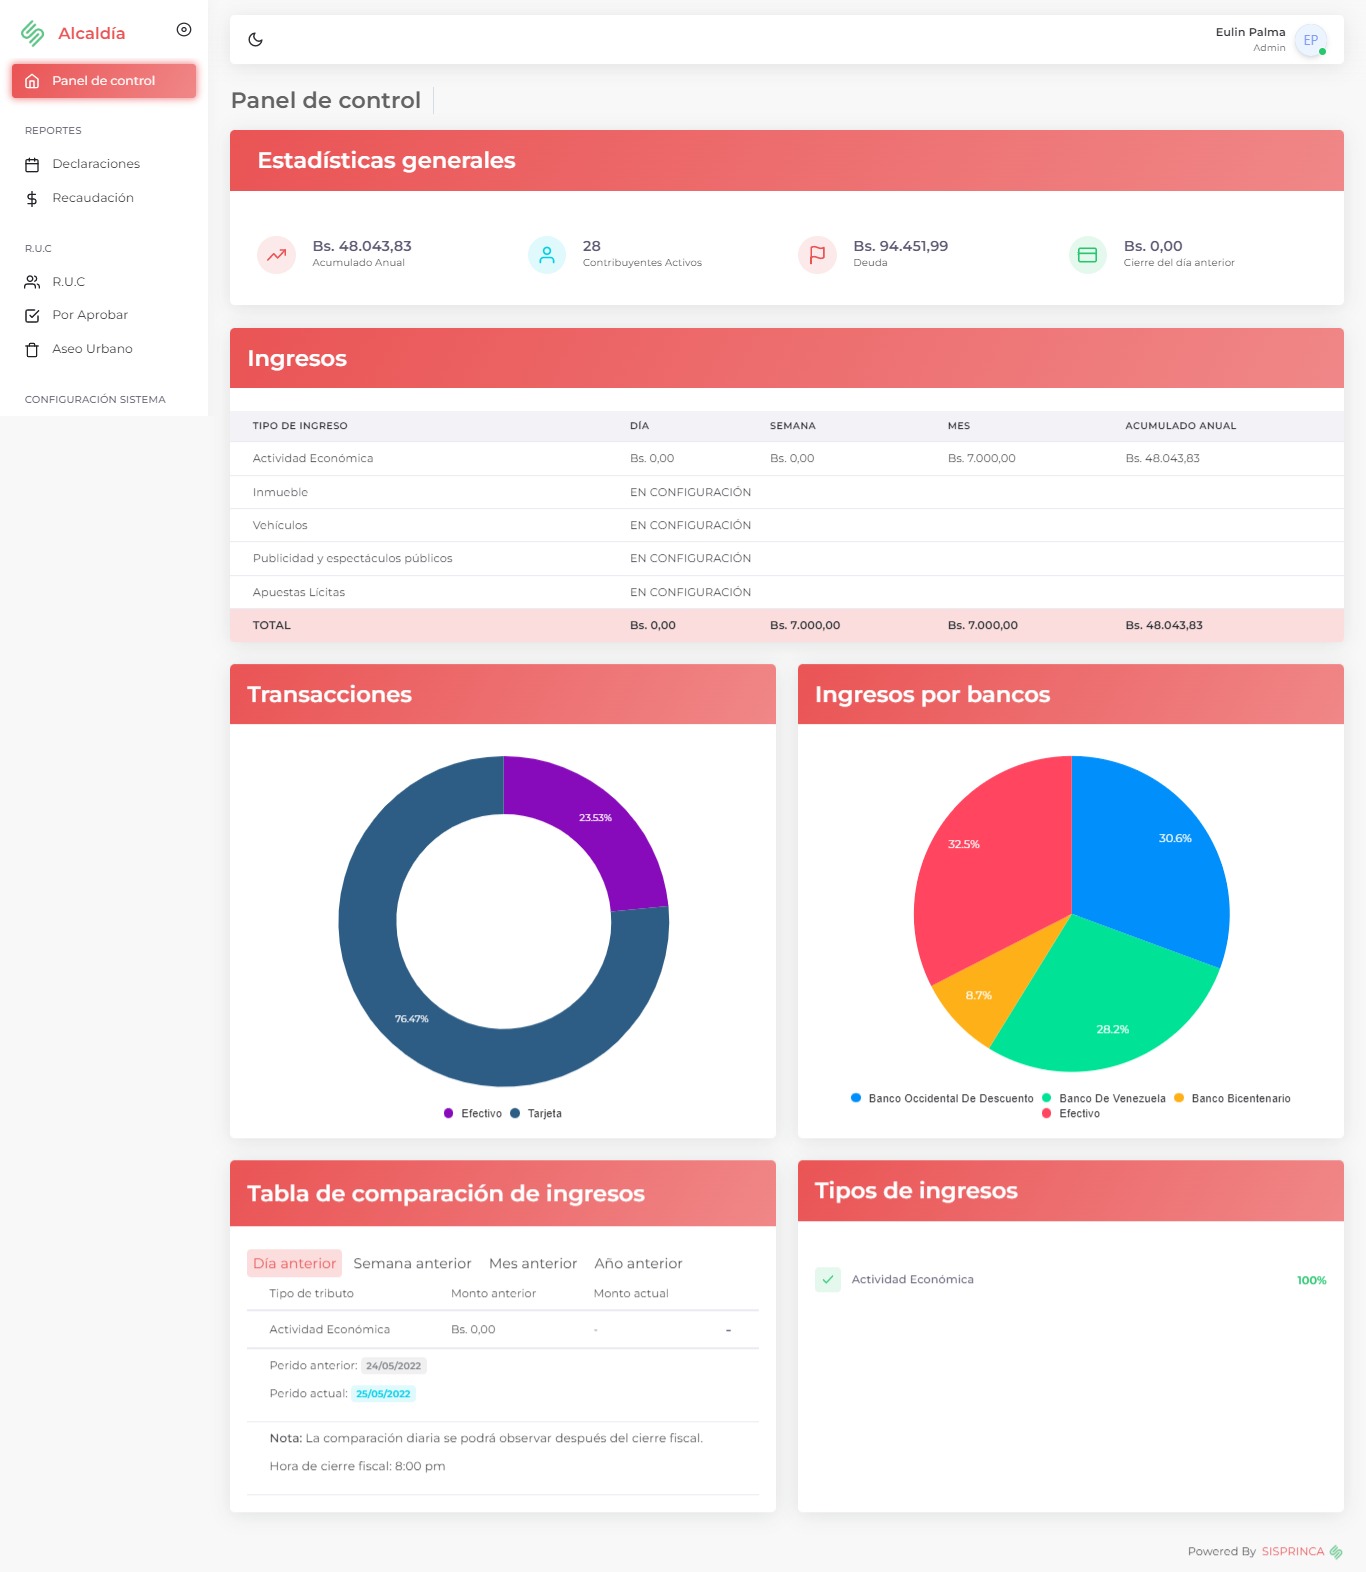 Alcaldía
Panel de control
REPORTES
Declaraciones
Recaudación
R.U.C
R.U.C
Por Aprobar
Aseo Urbano
CONFIGURACIÓN SISTEMA
Eulin Palma
Admin
EP
Panel de control
Estadísticas generales
Bs. 48.043,83
Acumulado Anual
28
Contribuyentes Activos
Bs. 94.451,99
Deuda
Bs. 0,00
Cierre del día anterior
Ingresos
TIPO DE INGRESO DÍA SEMANA MES ACUMULADO ANUAL
Actividad Económica Bs. 0,00 Bs. 0,00 Bs. 7.000,00 Bs. 48.043,83
Inmueble EN CONFIGURACIÓN
Vehículos EN CONFIGURACIÓN
Publicidad y espectáculos públicos EN CONFIGURACIÓN
Apuestas Lícitas EN CONFIGURACIÓN
TOTAL Bs. 0,00 Bs. 7.000,00 Bs. 7.000,00 Bs. 48.043,83
Transacciones
23.53%
76.47%
Efectivo Tarjeta
Ingresos por bancos
30.6%
32.5%
8.7%
28.2%
Banco Occidental De Descuento Banco De Venezuela Banco Bicentenario
Efectivo
Tabla de comparación de ingresos
Día anterior Semana anterior Mes anterior Año anterior
Tipo de tributo Monto anterior Monto actual
Actividad Económica Bs. 0,00 - -
Perido anterior: 24/05/2022
Perido actual: 25/05/2022
Nota: La comparación diaria se podrá observar después del cierre fiscal.
Hora de cierre fiscal: 8:00 pm
Tipos de ingresos
Actividad Económica 100%
Powered By SISPRINCA